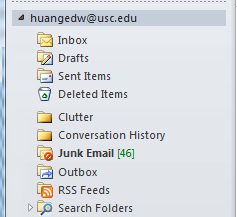 huangedw@usc.edu
Inbox
Drafts
Sent Items
Deleted Items
Clutter
Conversation History
Junk Email [46]
Outbox
RSS Feeds
Search Folders